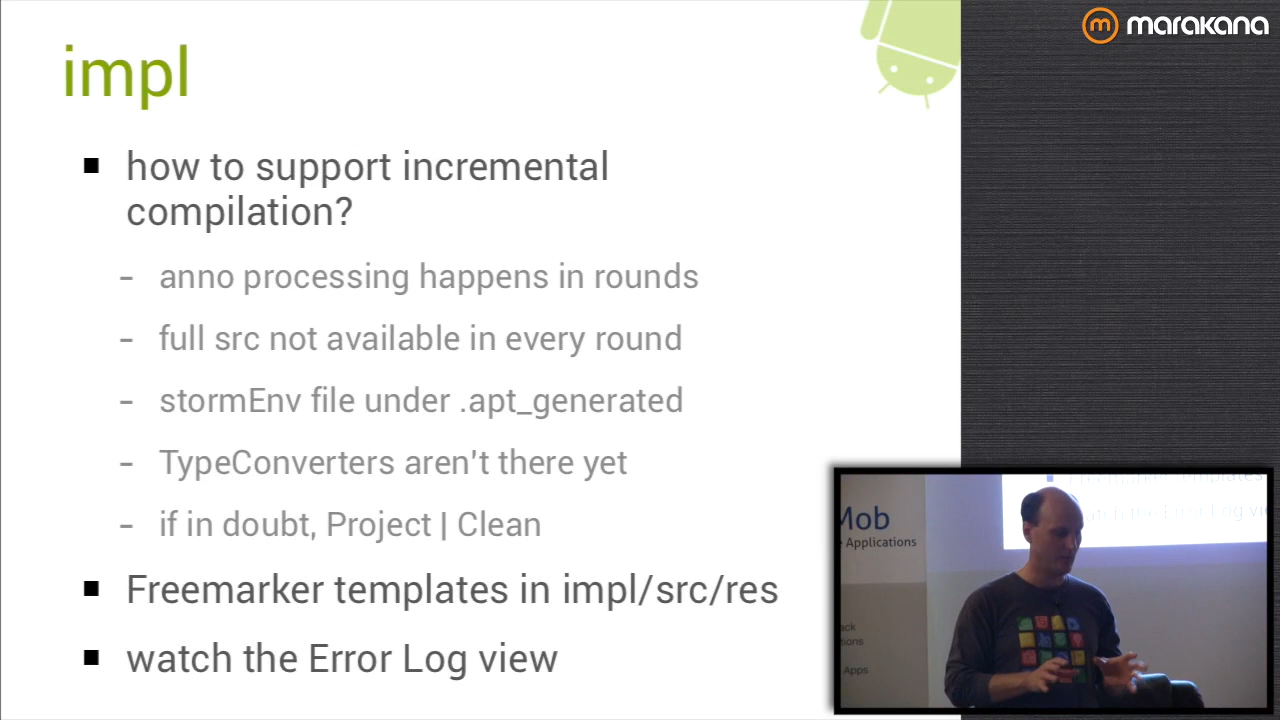 impl
marakana
how to support incremental
compilation?
- anno processing happens in rounds
- full src not available in every round
- stormEnv file under .apt_generated
- TypeConverters aren't there yet
- if in doubt, Project | Clean
Freemarker templates in impl/src/res
watch the Error Log view
Mob
Applications
Apps